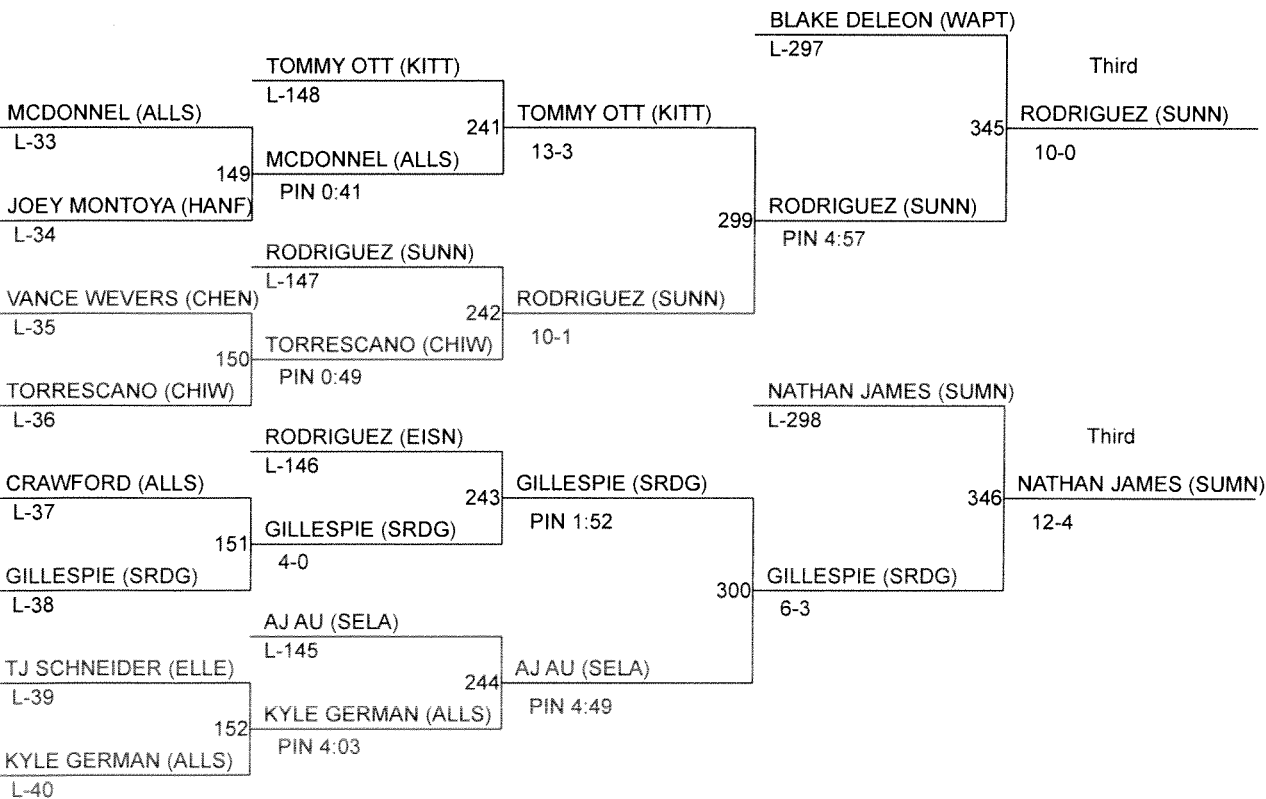 BLAKE DELEON (WAPT)
L-297
Third
TOMMY OTT (KITT)
L-148
MCDONNEL (ALLS)
L-33
241
TOMMY OTT (KITT)
13-3
345
RODRIGUEZ (SUNN)
10-0
149
MCDONNEL (ALLS)
PIN 0:41
JOEY MONTOYA (HANF)
L-34
299
RODRIGUEZ (SUNN)
PIN 4:57
RODRIGUEZ (SUNN)
L-147
VANCE WEVERS (CHEN)
L-35
242
RODRIGUEZ (SUNN)
10-1
150
TORRESCANO (CHIW)
PIN 0:49
TORRESCANO (CHIW)
L-36
NATHAN JAMES (SUMN)
L-298
Third
RODRIGUEZ (EISN)
L-146
CRAWFORD (ALLS)
L-37
243
GILLESPIE (SRDG)
PIN 1:52
346
NATHAN JAMES (SUMN)
12-4
151
GILLESPIE (SRDG)
4-0
GILLESPIE (SRDG)
L-38
300
GILLESPIE (SRDG)
6-3
AJ AU (SELA)
L-145
TJ SCHNEIDER (ELLE)
L-39
244
AJ AU (SELA)
PIN 4:49
152
KYLE GERMAN (ALLS)
PIN 4:03
KYLE GERMAN (ALLS)
L-40